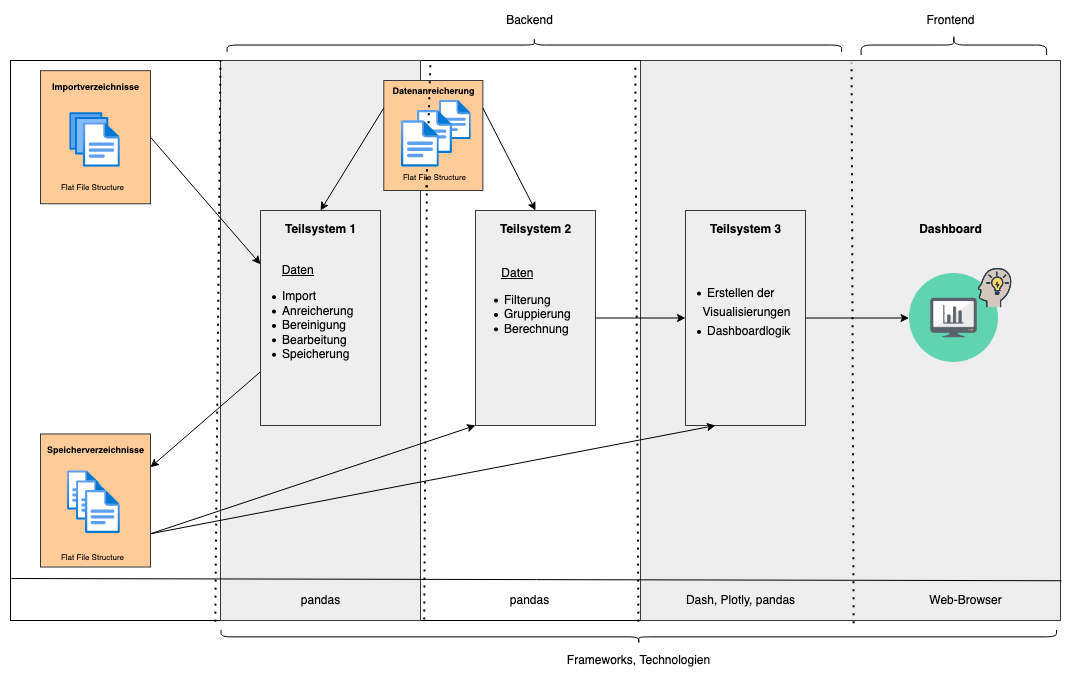 Backend
Frontend
Importverzeichnisse
Flat File Structure
Datenanreicherung
Flat File Structure
Teilsystem 1
Daten
• Import
• Anreicherung
• Bereinigung
• Bearbeitung
• Speicherung
Teilsystem 2
Daten
• Filterung
• Gruppierung
• Berechnung
Teilsystem 3
• Erstellen der
Visualisierungen
• Dashboardlogik
Dashboard
Speicherverzeichnisse
Flat File Structure
pandas
pandas
Dash, Plotly, pandas
Web-Browser
Frameworks, Technologien